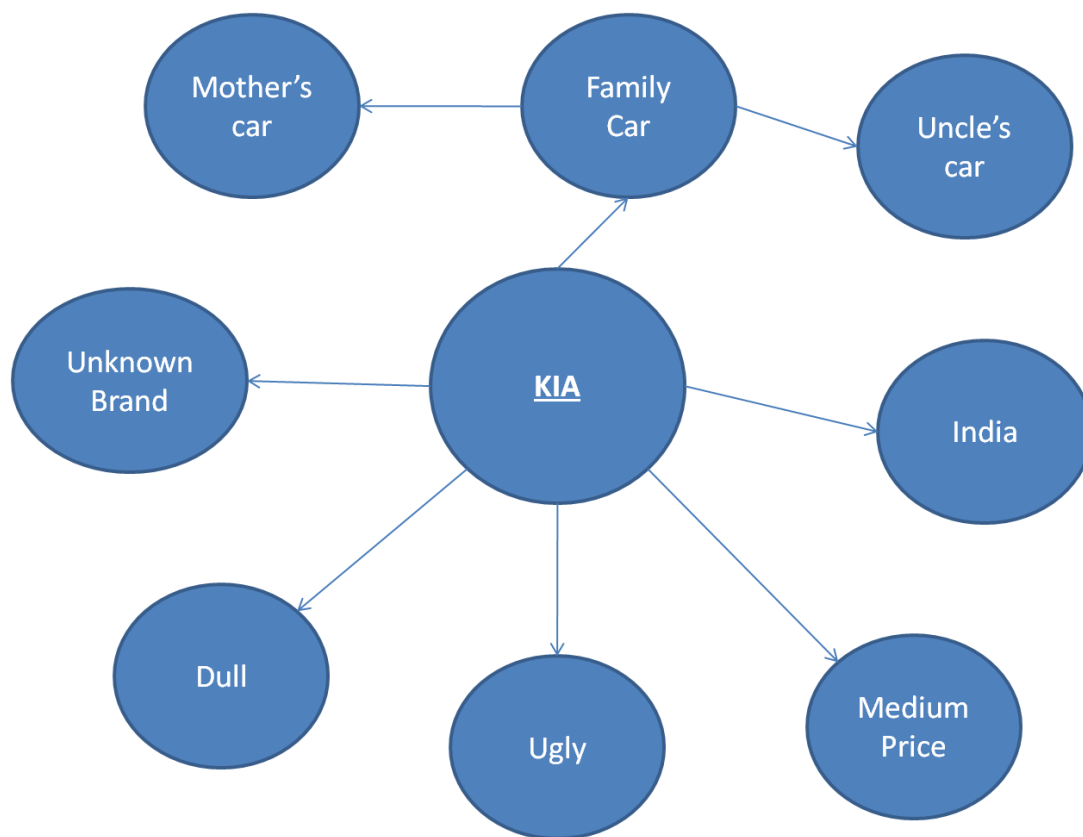 Mother’s
car
Family
Car
Uncle’s
car
Unknown
Brand
KIA
India
Dull
Ugly
Medium
Price